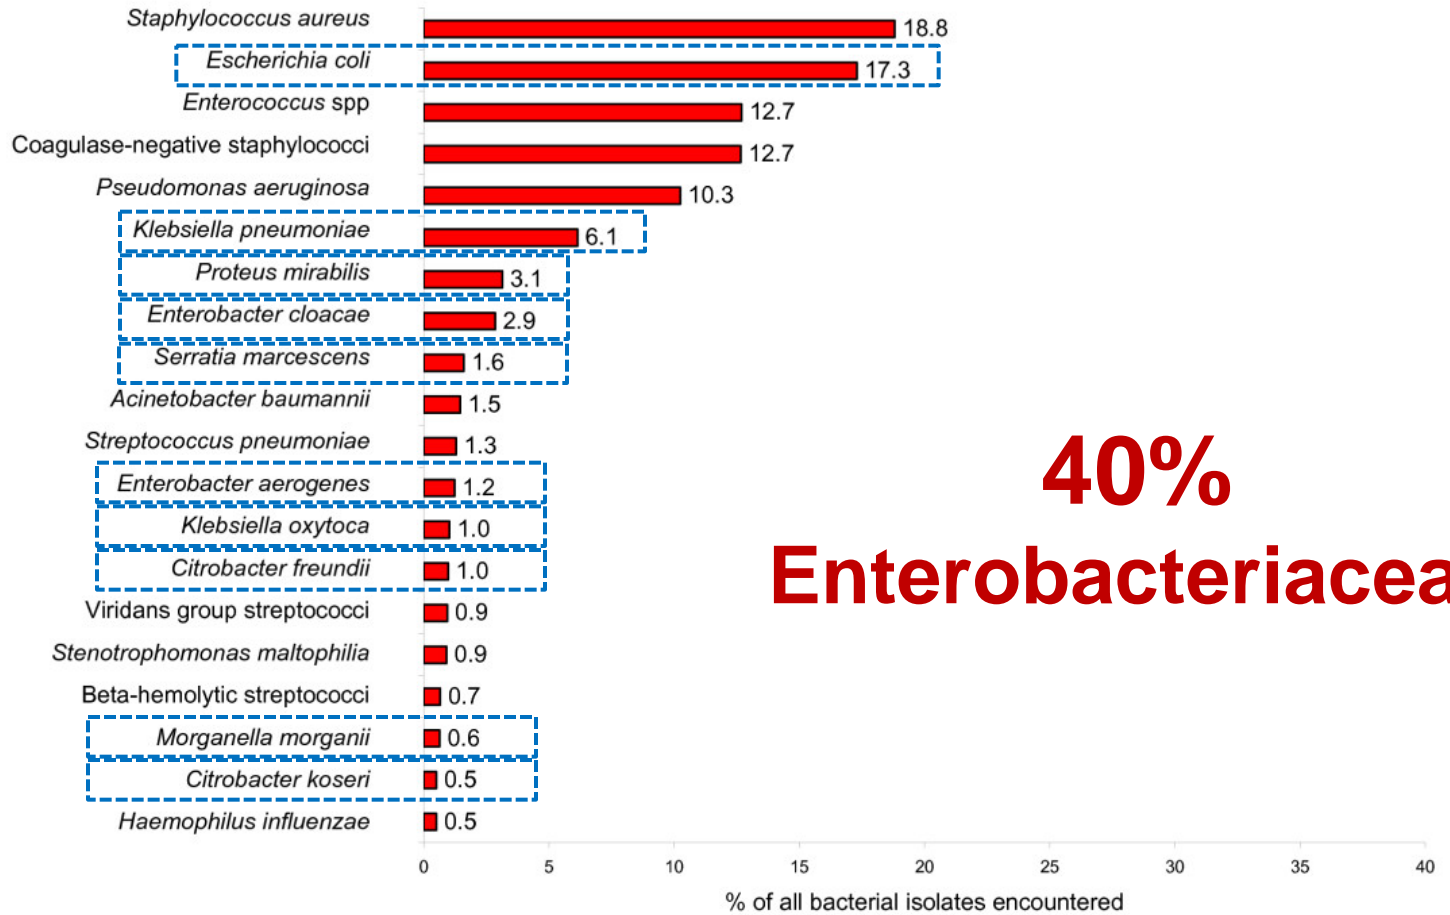 Staphylococcus aureus 18.8
Escherichia coli 17.3
Enterococcus spp 12.7
Coagulase-negative staphylococci 12.7
Pseudomonas aeruginosa 10.3
Klebsiella pneumoniae 6.1
Proteus mirabilis 3.1
Enterobacter cloacae 2.9
Serratia marcescens 1.6
Acinetobacter baumannii 1.5
Streptococcus pneumoniae 1.3
Enterobacter aerogenes 1.2
Klebsiella oxytoca 1.0
Citrobacter freundii 1.0
Viridans group streptococci 0.9
Stenotrophomonas maltophilia 0.9
Beta-hemolytic streptococci 0.7
Morganella morganii 0.6
Citrobacter koseri 0.5
Haemophilus influenzae 0.5
40%
Enterobacteriacea
0 5 10 15 20 25 30 35 40
% of all bacterial isolates encountered